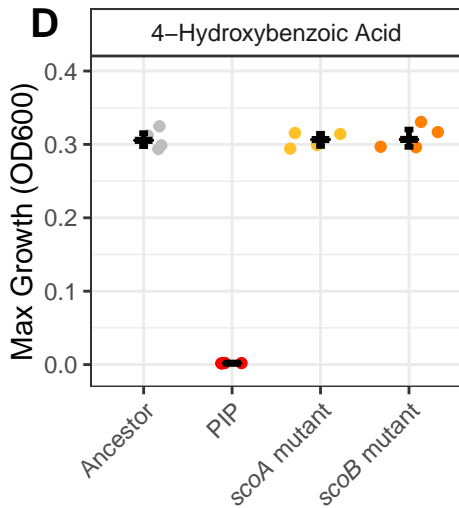 D
4−Hydroxybenzoic Acid
Max Growth (OD600)
0.4
0.3
0.2
0.1
0.0
Ancestor
PIP
scoA mutant
scoB mutant